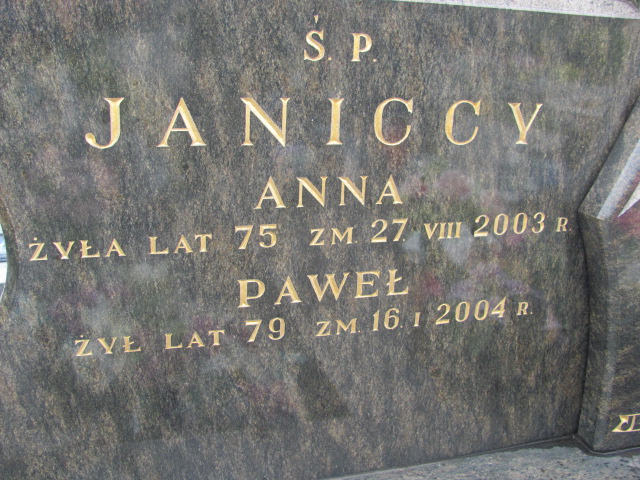 Ś. P.
JANICCY
ANNA
ŻYŁA LAT 75 ZM. 27. VIII 2003 R.
PAWEŁ
ŻYŁ LAT 79 ZM. 16. I 2004 R.